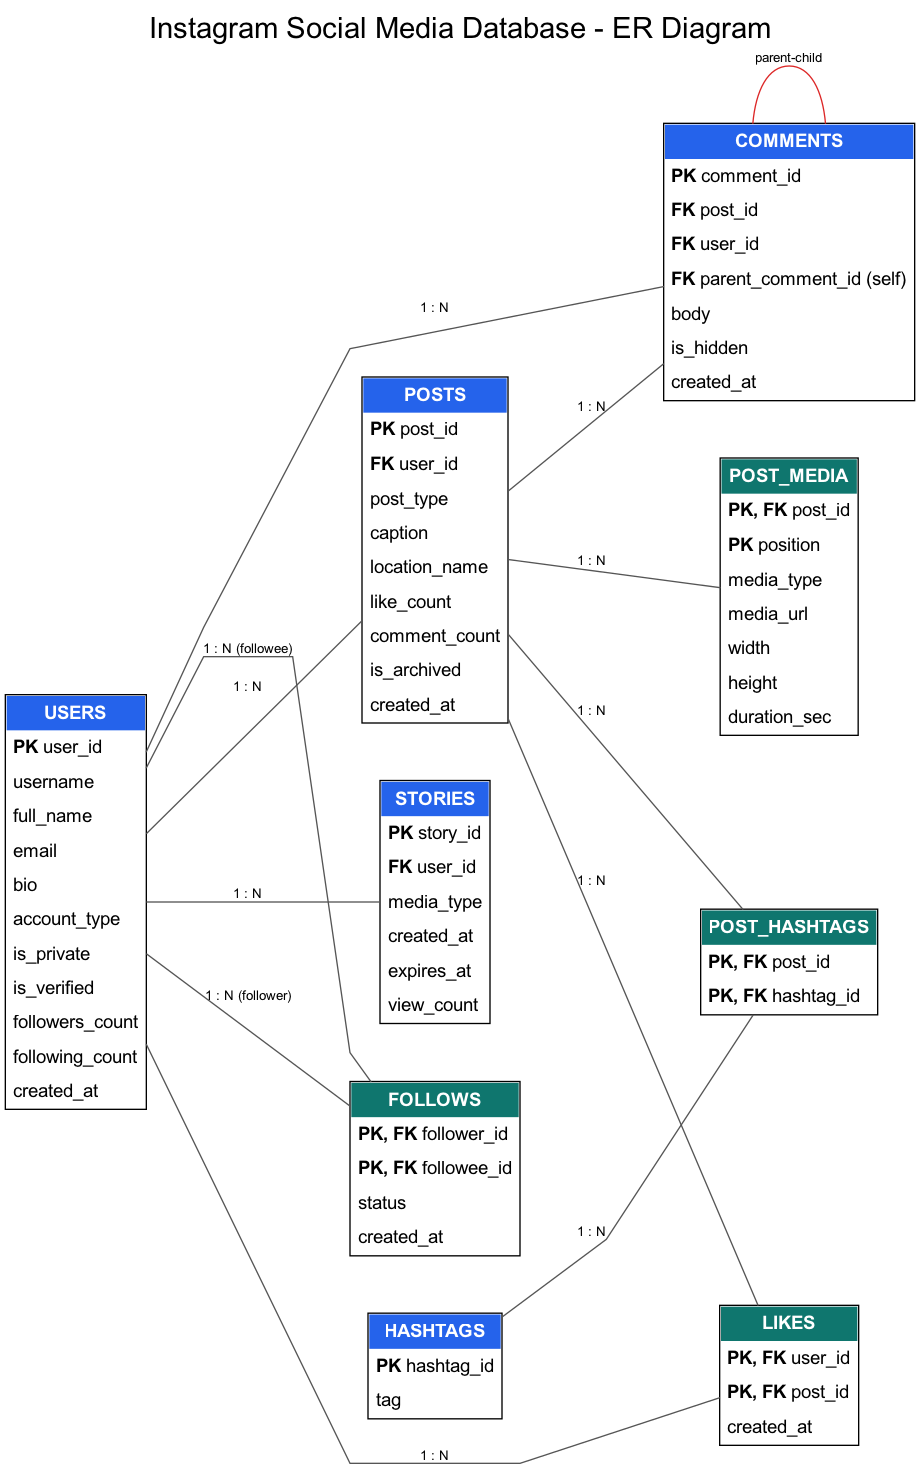 Instagram Social Media Database - ER Diagram
parent-child
COMMENTS
PK comment_id
FK post_id
FK user_id
FK parent_comment_id (self)
body
is_hidden
created_at
1 : N
POSTS
PK post_id
FK user_id
post_type
caption
location_name
like_count
comment_count
is_archived
created_at
1 : N
POST_MEDIA
PK, FK post_id
PK position
media_type
media_url
width
height
duration_sec
1 : N
1 : N (followee)
1 : N
1 : N
USERS
PK user_id
username
full_name
email
bio
account_type
is_private
is_verified
followers_count
following_count
created_at
STORIES
PK story_id
FK user_id
media_type
created_at
expires_at
view_count
1 : N
1 : N
POST_HASHTAGS
PK, FK post_id
PK, FK hashtag_id
1 : N (follower)
FOLLOWS
PK, FK follower_id
PK, FK followee_id
status
created_at
1 : N
HASHTAGS
PK hashtag_id
tag
LIKES
PK, FK user_id
PK, FK post_id
created_at
1 : N